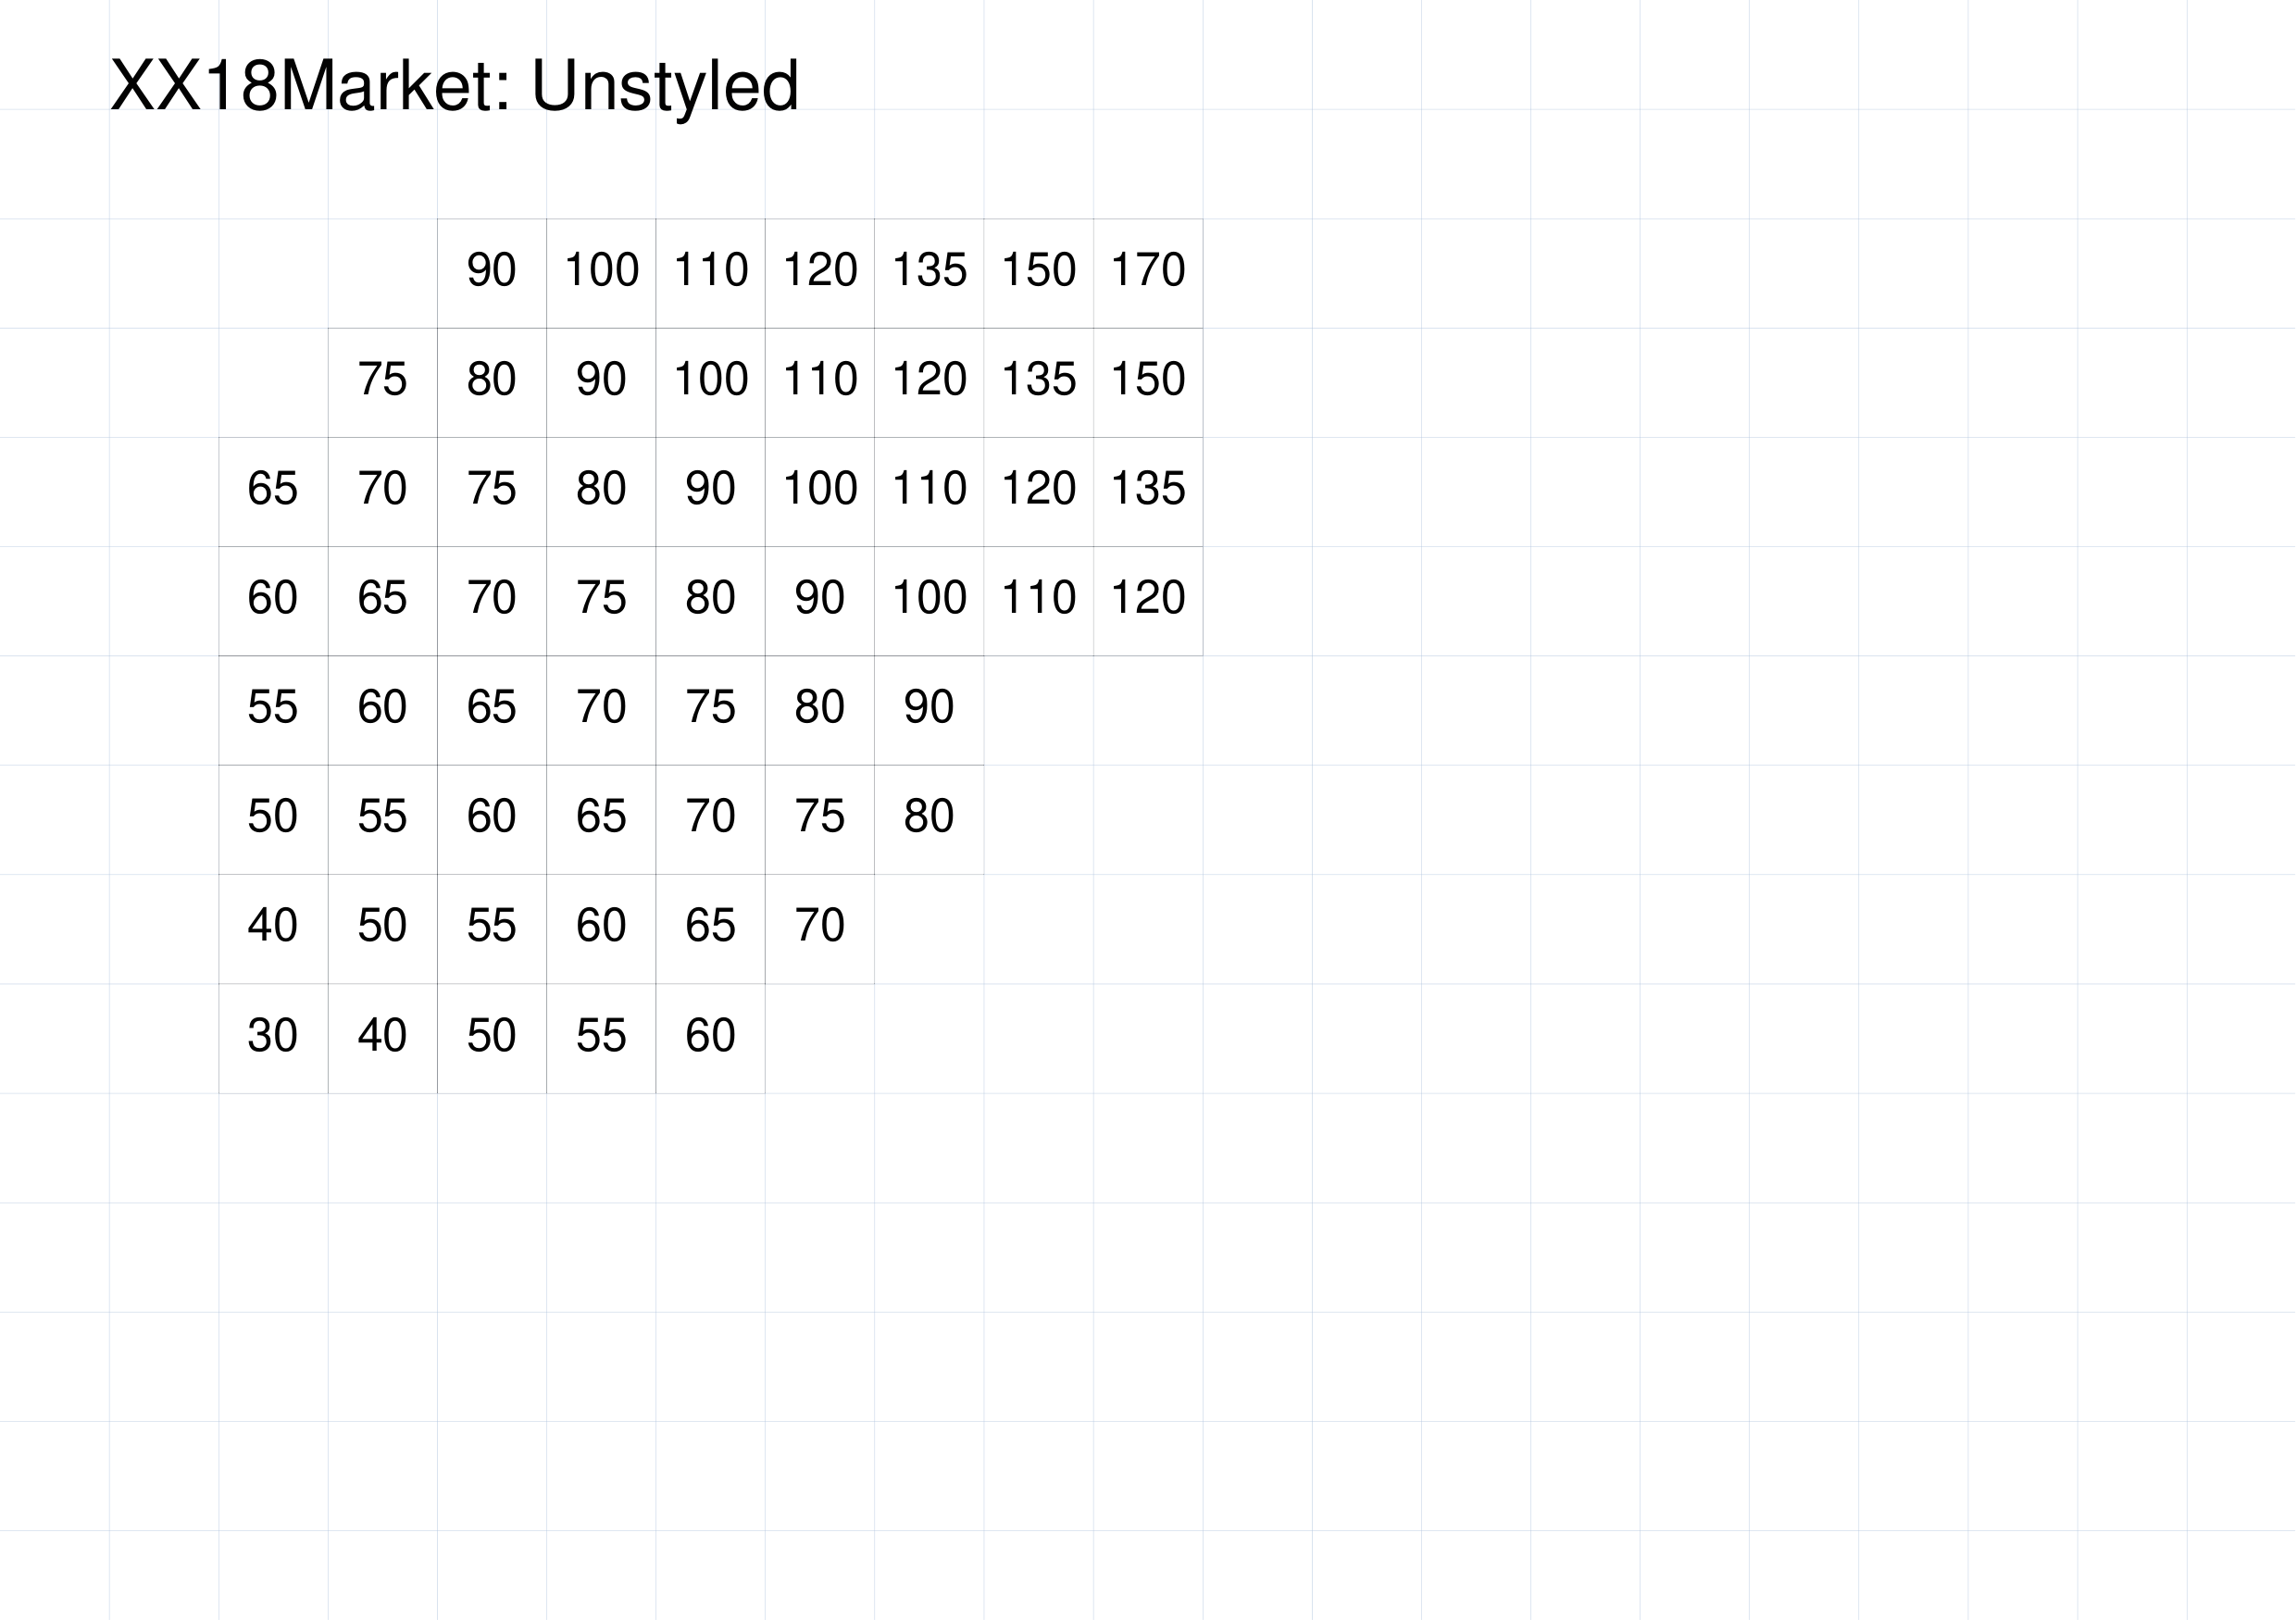 XX18Market: Unstyled
90 100 110 120 135 150 170
75 80 90 100 110 120 135 150
65 70 75 80 90 100 110 120 135
60 65 70 75 80 90 100 110 120
55 60 65 70 75 80 90
50 55 60 65 70 75 80
40 50 55 60 65 70
30 40 50 55 60